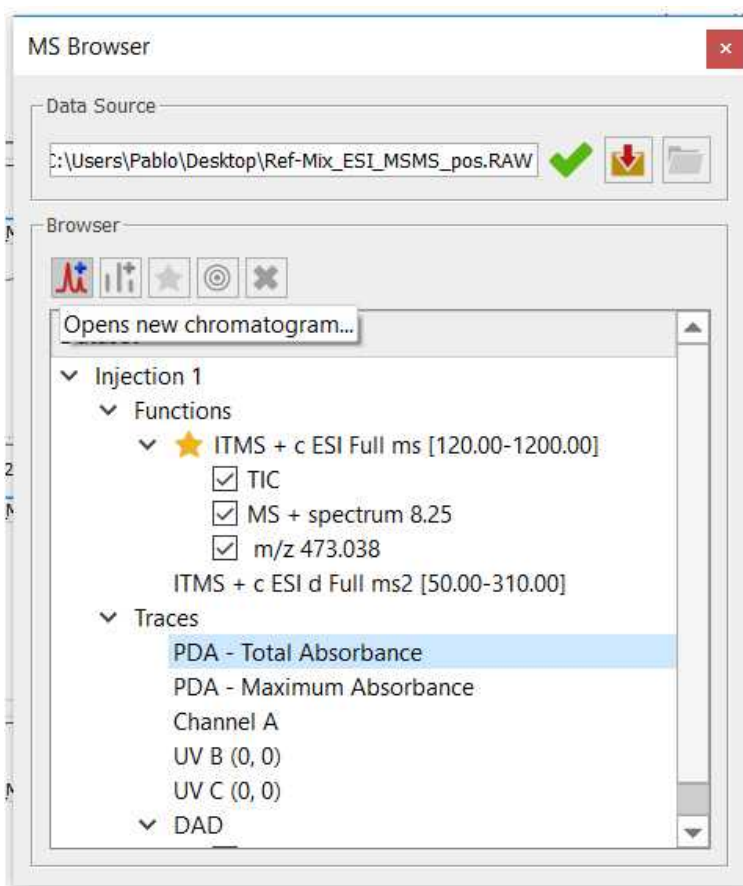 MS Browser
Data Source
C:\Users\Pablo\Desktop\Ref-Mix_ESI_MSMS_pos.RAW
Browser
Opens new chromatogram...
Injection 1
Functions
ITMS + c ESI Full ms [120.00-1200.00]
TIC
MS + spectrum 8.25
m/z 473.038
ITMS + c ESI d Full ms2 [50.00-310.00]
Traces
PDA - Total Absorbance
PDA - Maximum Absorbance
Channel A
UV B (0, 0)
UV C (0, 0)
DAD